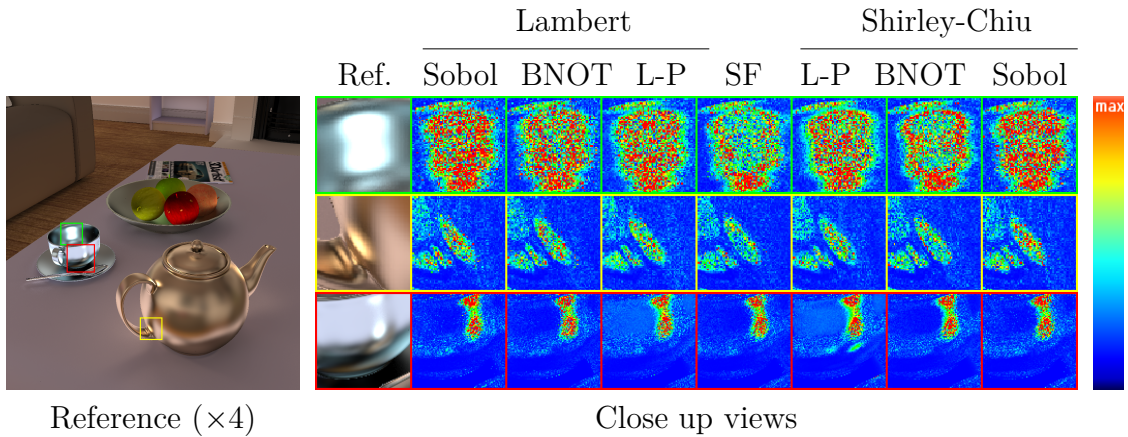 Lambert Shirley-Chiu
Ref. Sobol BNOT L-P SF L-P BNOT Sobol
max
Reference (×4) Close up views